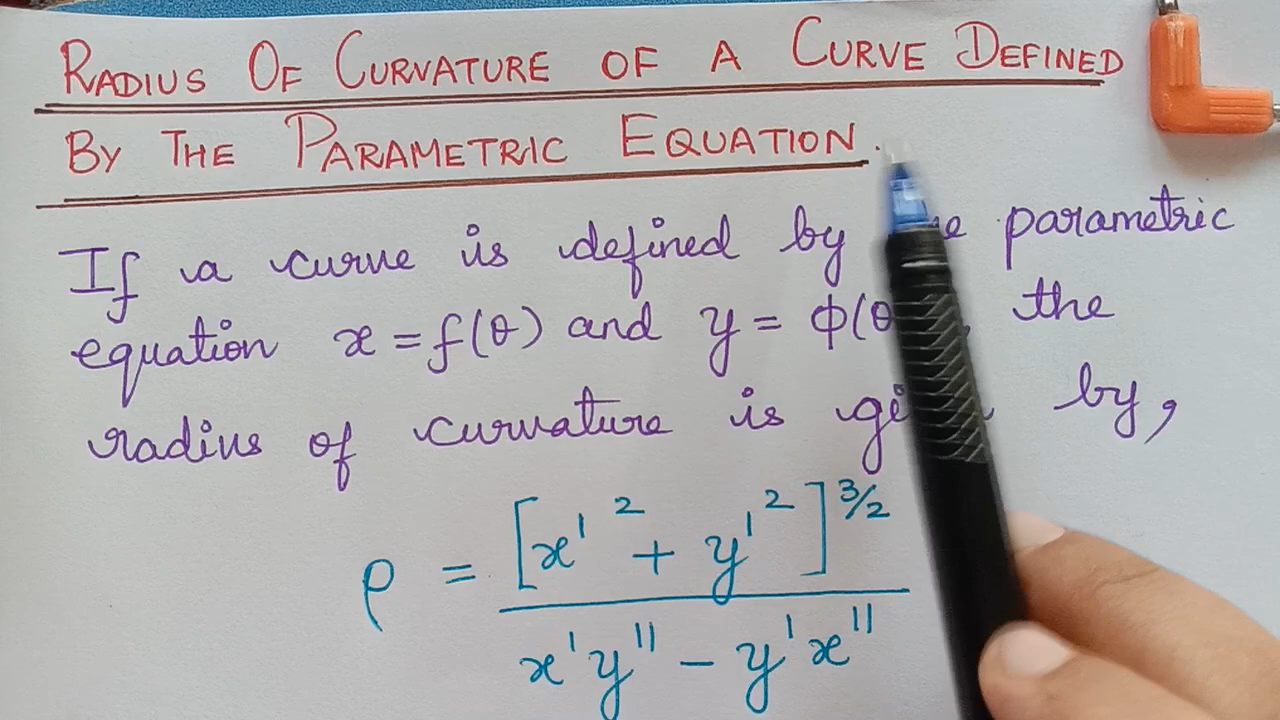 RADIUS OF CURVATURE OF A CURVE DEFINED
BY THE PARAMETRIC EQUATION.
If a curve is defined by parametric
equation x = f(θ) and y = ϕ(θ the
radius of curvature is by,
ρ = [x'² + y'²]^3/2
x'y'' − y'x''